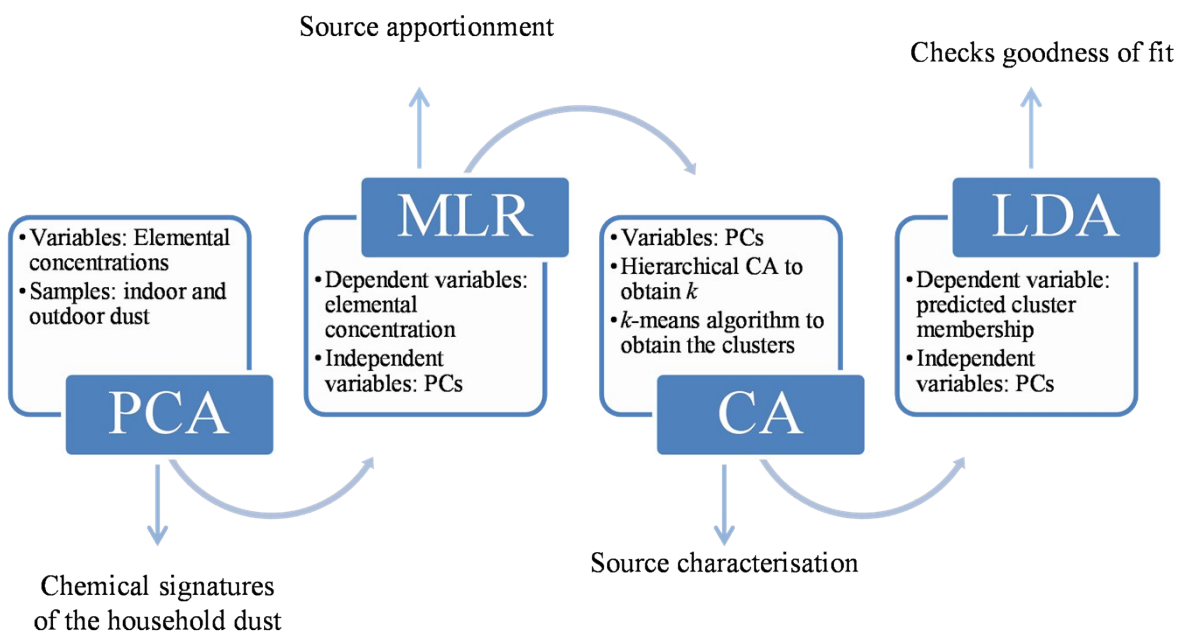 Source apportionment
Checks goodness of fit
MLR
LDA
• Variables: Elemental
concentrations
• Samples: indoor and
outdoor dust
PCA
• Dependent variables:
elemental
concentration
• Independent
variables: PCs
• Variables: PCs
• Hierarchical CA to
obtain k
• k-means algorithm to
obtain the clusters
CA
• Dependent variable:
predicted cluster
membership
• Independent
variables: PCs
Chemical signatures
of the household dust
Source characterisation